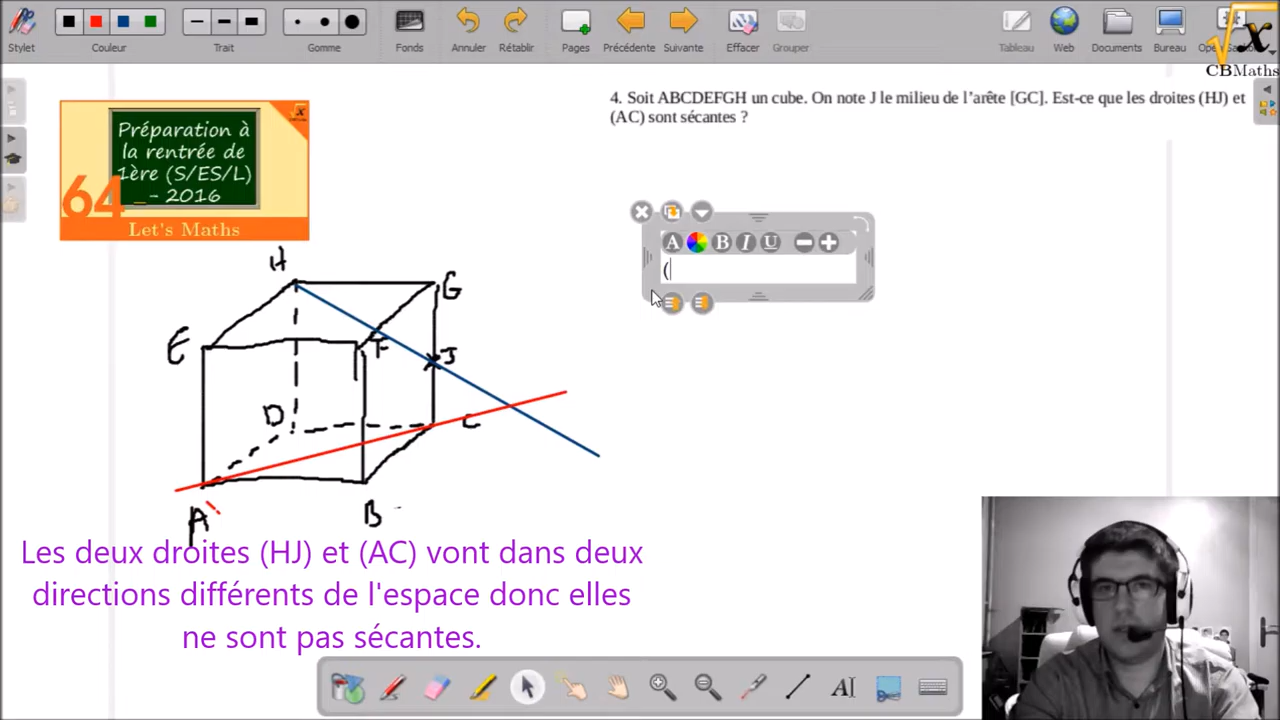 Stylet
Couleur
Trait
Gomme
Fonds
Annuler
Rétablir
Pages
Précédente
Suivante
Effacer
Grouper
Tableau
Web
Documents
Bureau
x
CBMaths
4. Soit ABCDEFGH un cube. On note J le milieu de l'arête [GC]. Est-ce que les droites (HJ) et
(AC) sont sécantes ?
Préparation à
la rentrée de
1ère (S/ES/L)
- 2016
64
Let's Maths
A B I U
(
H
G
E
F
J
D
C
A
B
Les deux droites (HJ) et (AC) vont dans deux
directions différents de l'espace donc elles
ne sont pas sécantes.
AI